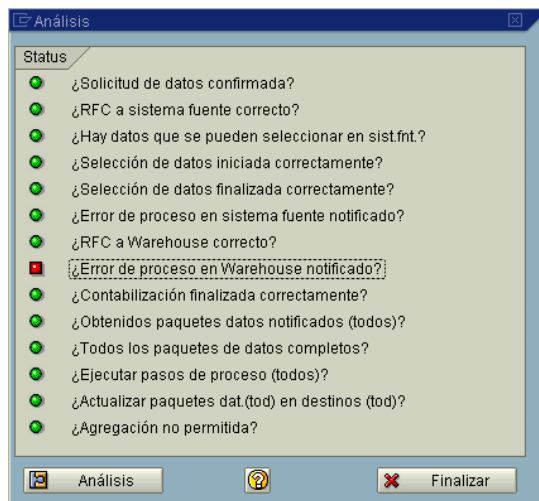 Análisis
Status
¿Solicitud de datos confirmada?
¿RFC a sistema fuente correcto?
¿Hay datos que se pueden seleccionar en sist.fnt.?
¿Selección de datos iniciada correctamente?
¿Selección de datos finalizada correctamente?
¿Error de proceso en sistema fuente notificado?
¿RFC a Warehouse correcto?
¿Error de proceso en Warehouse notificado?
¿Contabilización finalizada correctamente?
¿Obtenidos paquetes datos notificados (todos)?
¿Todos los paquetes de datos completos?
¿Ejecutar pasos de proceso (todos)?
¿Actualizar paquetes dat.(tod) en destinos (tod)?
¿Agregación no permitida?
Análisis Finalizar